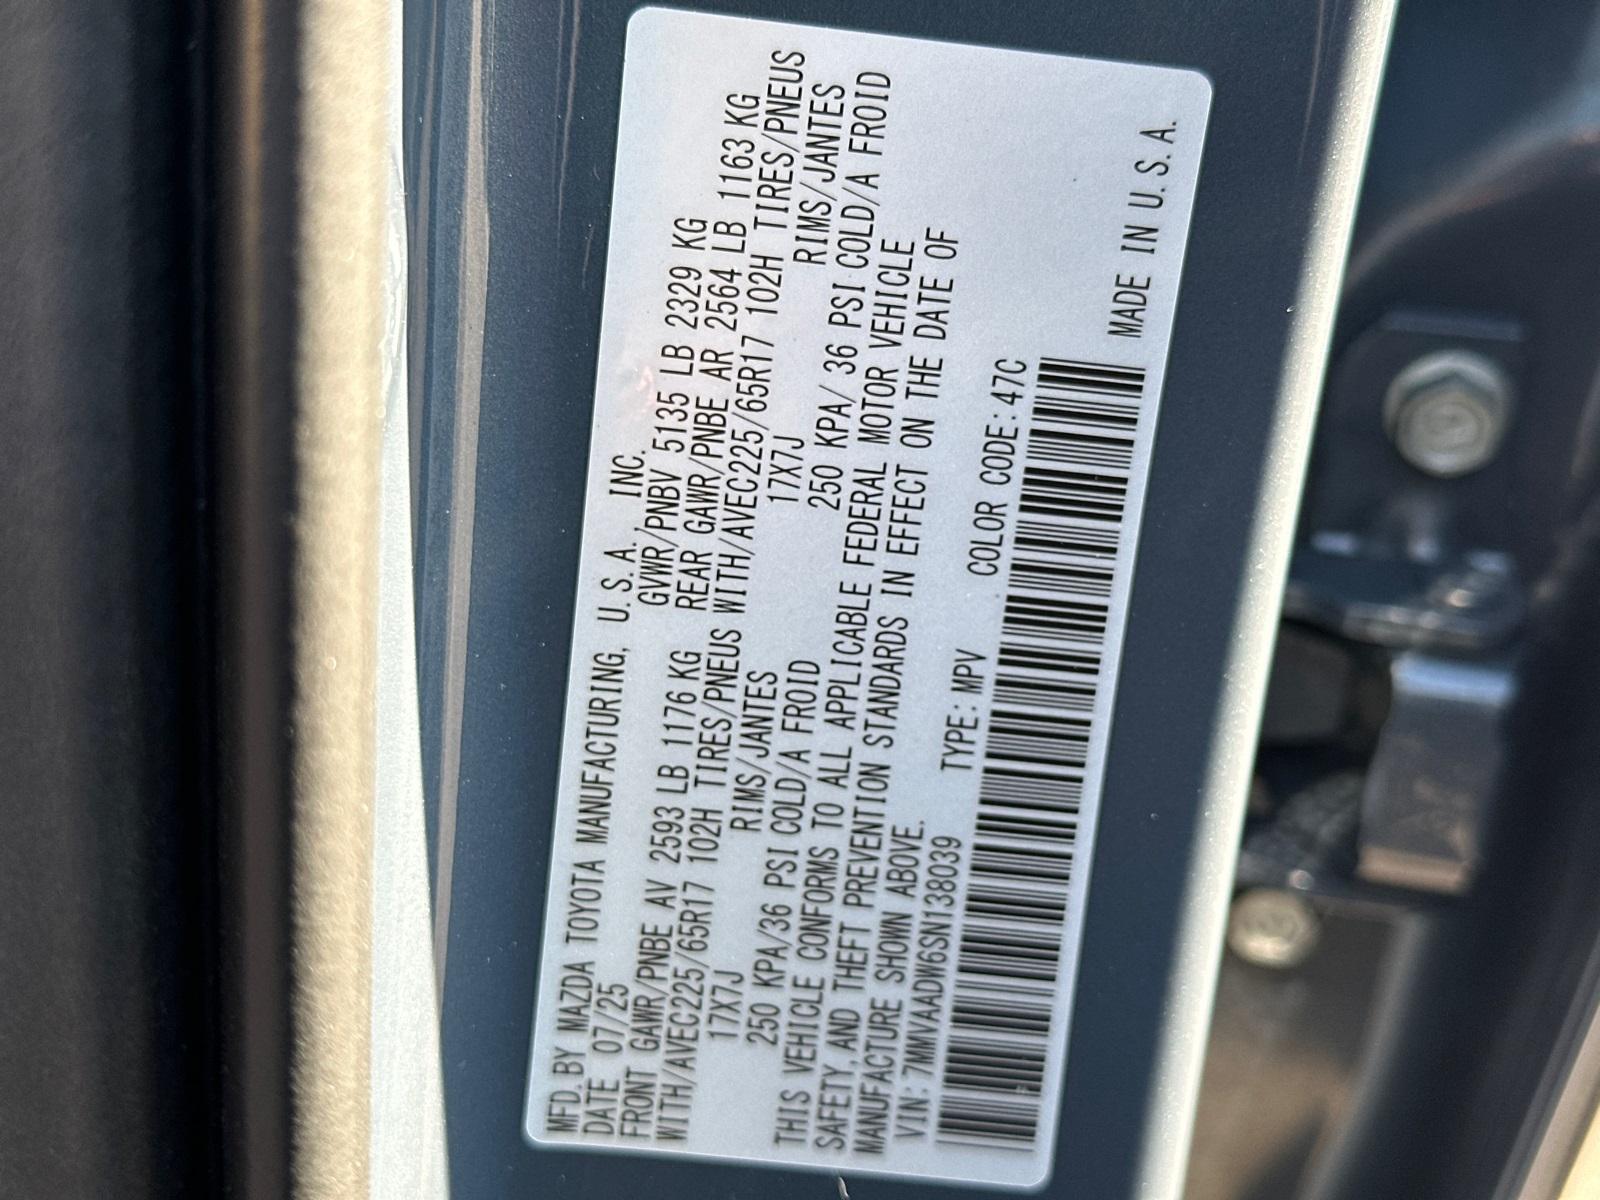 MFD. BY MAZDA TOYOTA MANUFACTURING, U.S.A., INC.
DATE 07/25 GVWR/PNBV 5135 LB 2329 KG
FRONT GAWR/PNBE AV 2593 LB 1176 KG REAR GAWR/PNBE AR 2564 LB 1163 KG
WITH/AVEC225/65R17 102H TIRES/PNEUS WITH/AVEC225/65R17 102H TIRES/PNEUS
17X7J RIMS/JANTES 17X7J RIMS/JANTES
250 KPA/36 PSI COLD/A FROID 250 KPA/ 36 PSI COLD/A FROID
THIS VEHICLE CONFORMS TO ALL APPLICABLE FEDERAL MOTOR VEHICLE
SAFETY, AND THEFT PREVENTION STANDARDS IN EFFECT ON THE DATE OF
MANUFACTURE SHOWN ABOVE.
VIN: 7MMVAADW6SN138039 TYPE: MPV COLOR CODE: 47C
MADE IN U.S.A.